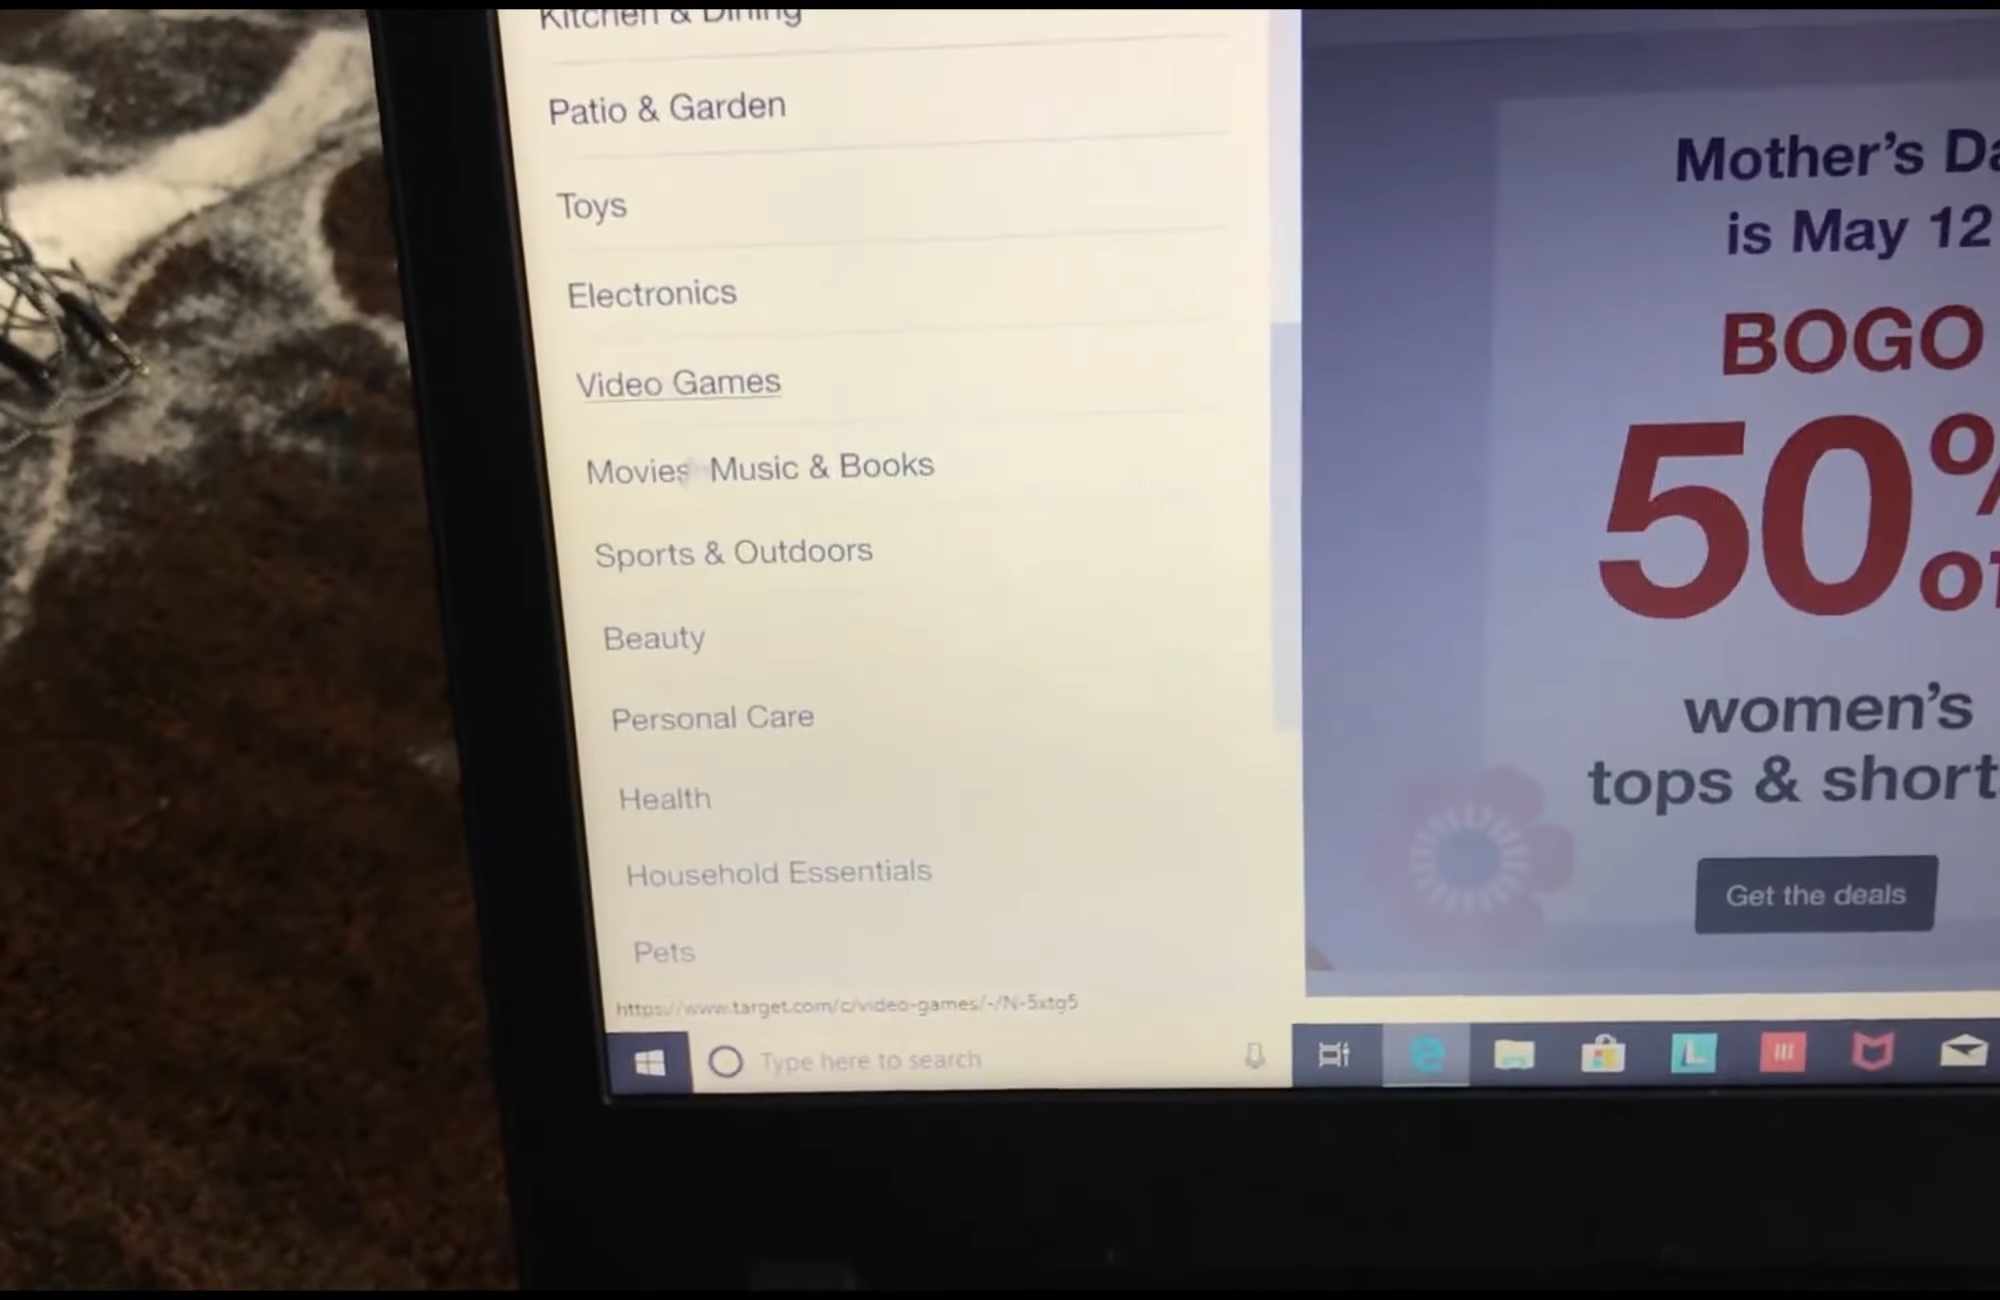 Kitchen & Dining
Patio & Garden
Toys
Electronics
Video Games
Movies Music & Books
Sports & Outdoors
Beauty
Personal Care
Health
Household Essentials
Pets
https://www.target.com/c/video-games/-/N-5xtg5
Type here to search
Mother's Da
is May 12
BOGO
50%
of
women's
tops & short
Get the deals
L